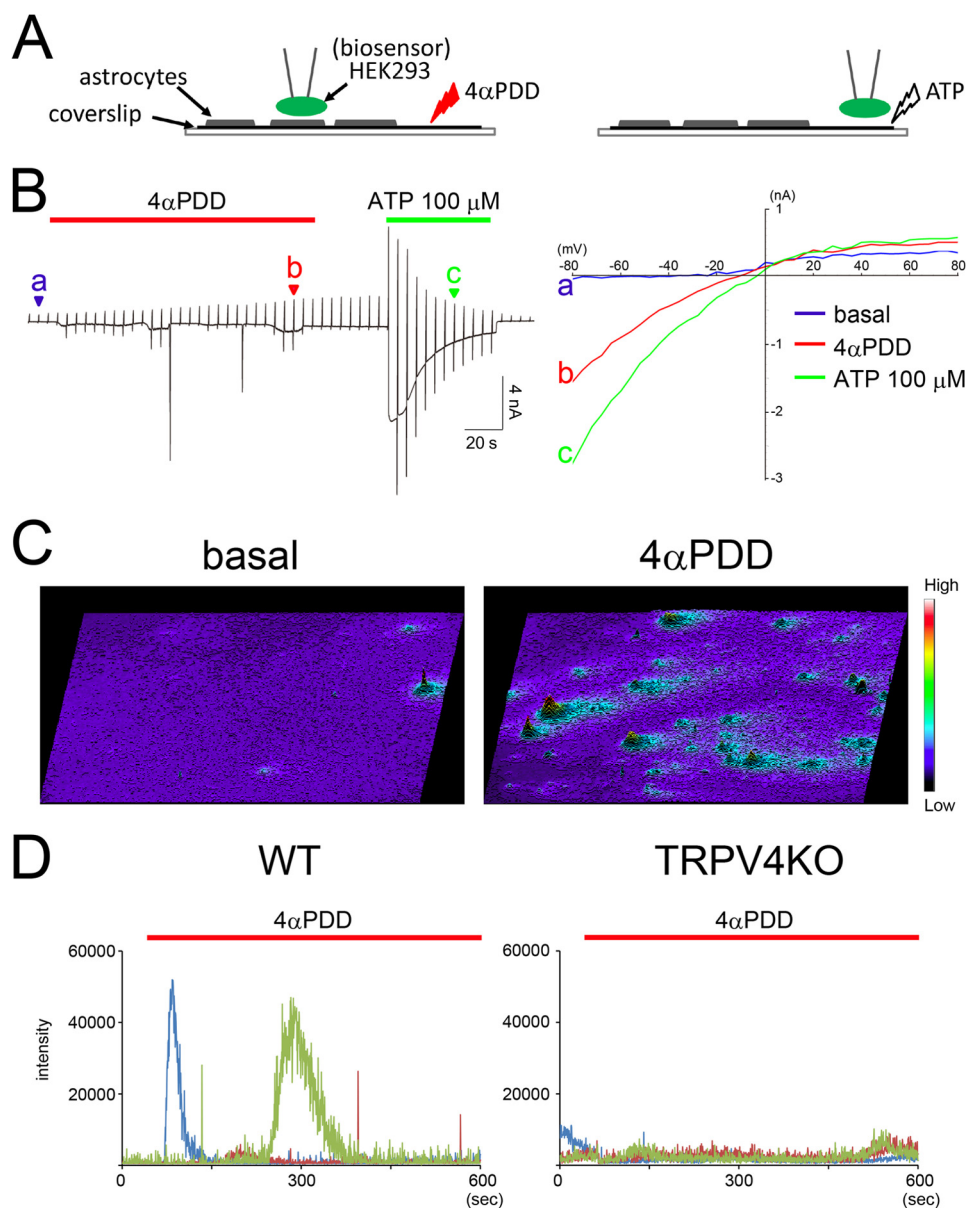 A
astrocytes
coverslip
(biosensor)
HEK293
4αPDD
ATP
B
4αPDD
ATP 100 μM
a
b
c
4 nA
20 s
1
(nA)
(mV)
-80
-60
-40
-20
0
20
40
60
80
-1
-2
-3
a
b
c
basal
4αPDD
ATP 100 μM
C
basal
4αPDD
High
Low
D
WT
TRPV4KO
4αPDD
60000
40000
20000
intensity
0
300
600
(sec)
4αPDD
60000
40000
20000
0
300
600
(sec)